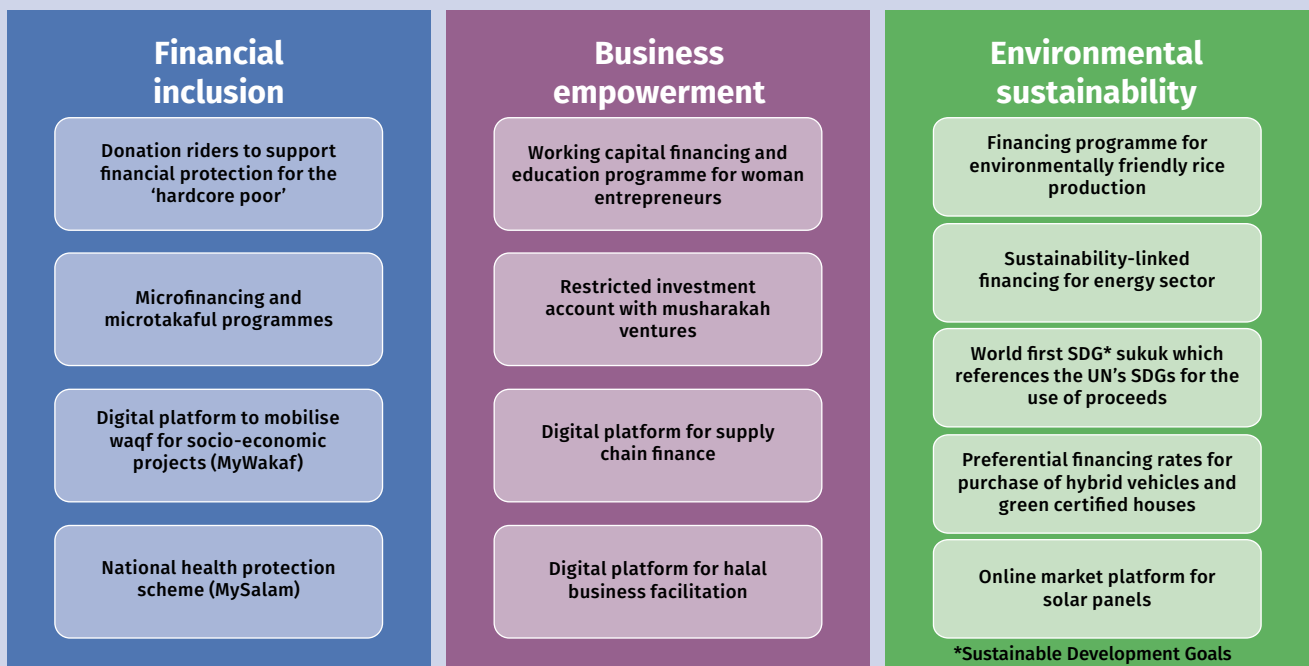 Financial
inclusion
Donation riders to support
financial protection for the
‘hardcore poor’
Microfinancing and
microtakaful programmes
Digital platform to mobilise
waqf for socio-economic
projects (MyWakaf)
National health protection
scheme (MySalam)
Business
empowerment
Working capital financing and
education programme for woman
entrepreneurs
Restricted investment
account with musharakah
ventures
Digital platform for supply
chain finance
Digital platform for halal
business facilitation
Environmental
sustainability
Financing programme for
environmentally friendly rice
production
Sustainability-linked
financing for energy sector
World first SDG* sukuk which
references the UN’s SDGs for the
use of proceeds
Preferential financing rates for
purchase of hybrid vehicles and
green certified houses
Online market platform for
solar panels
*Sustainable Development Goals